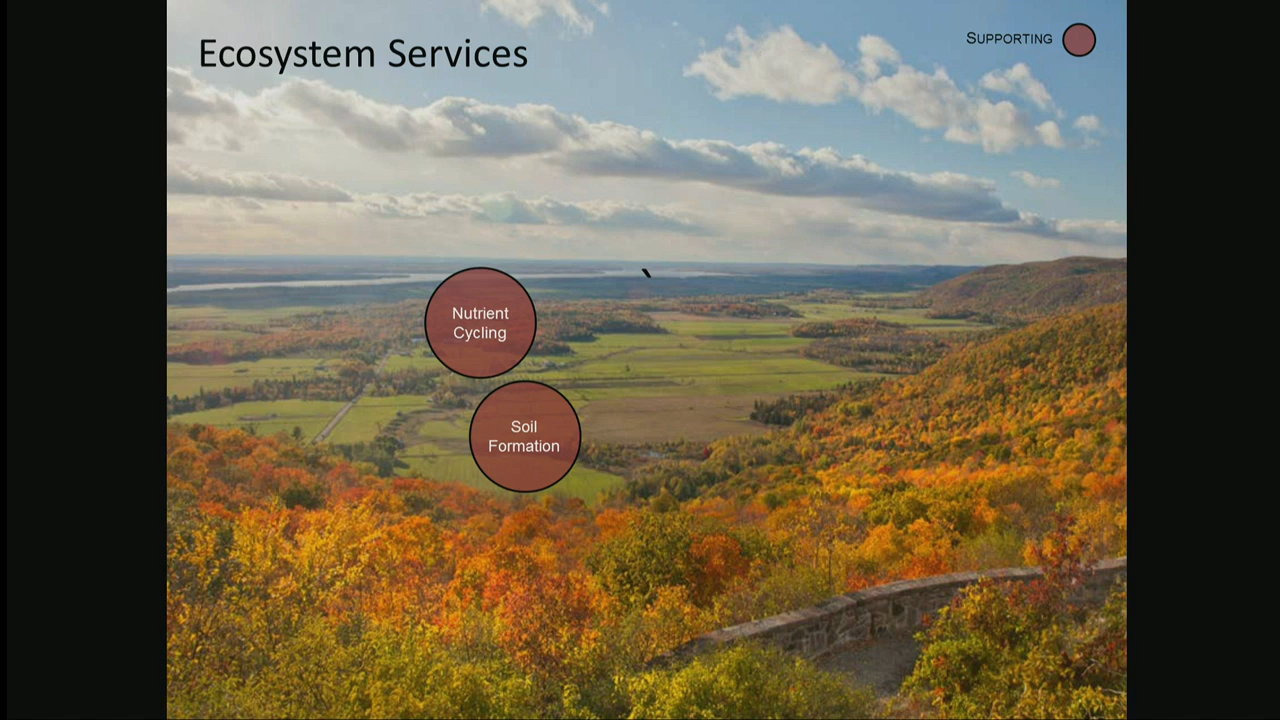 Ecosystem Services
SUPPORTING
Nutrient
Cycling
Soil
Formation